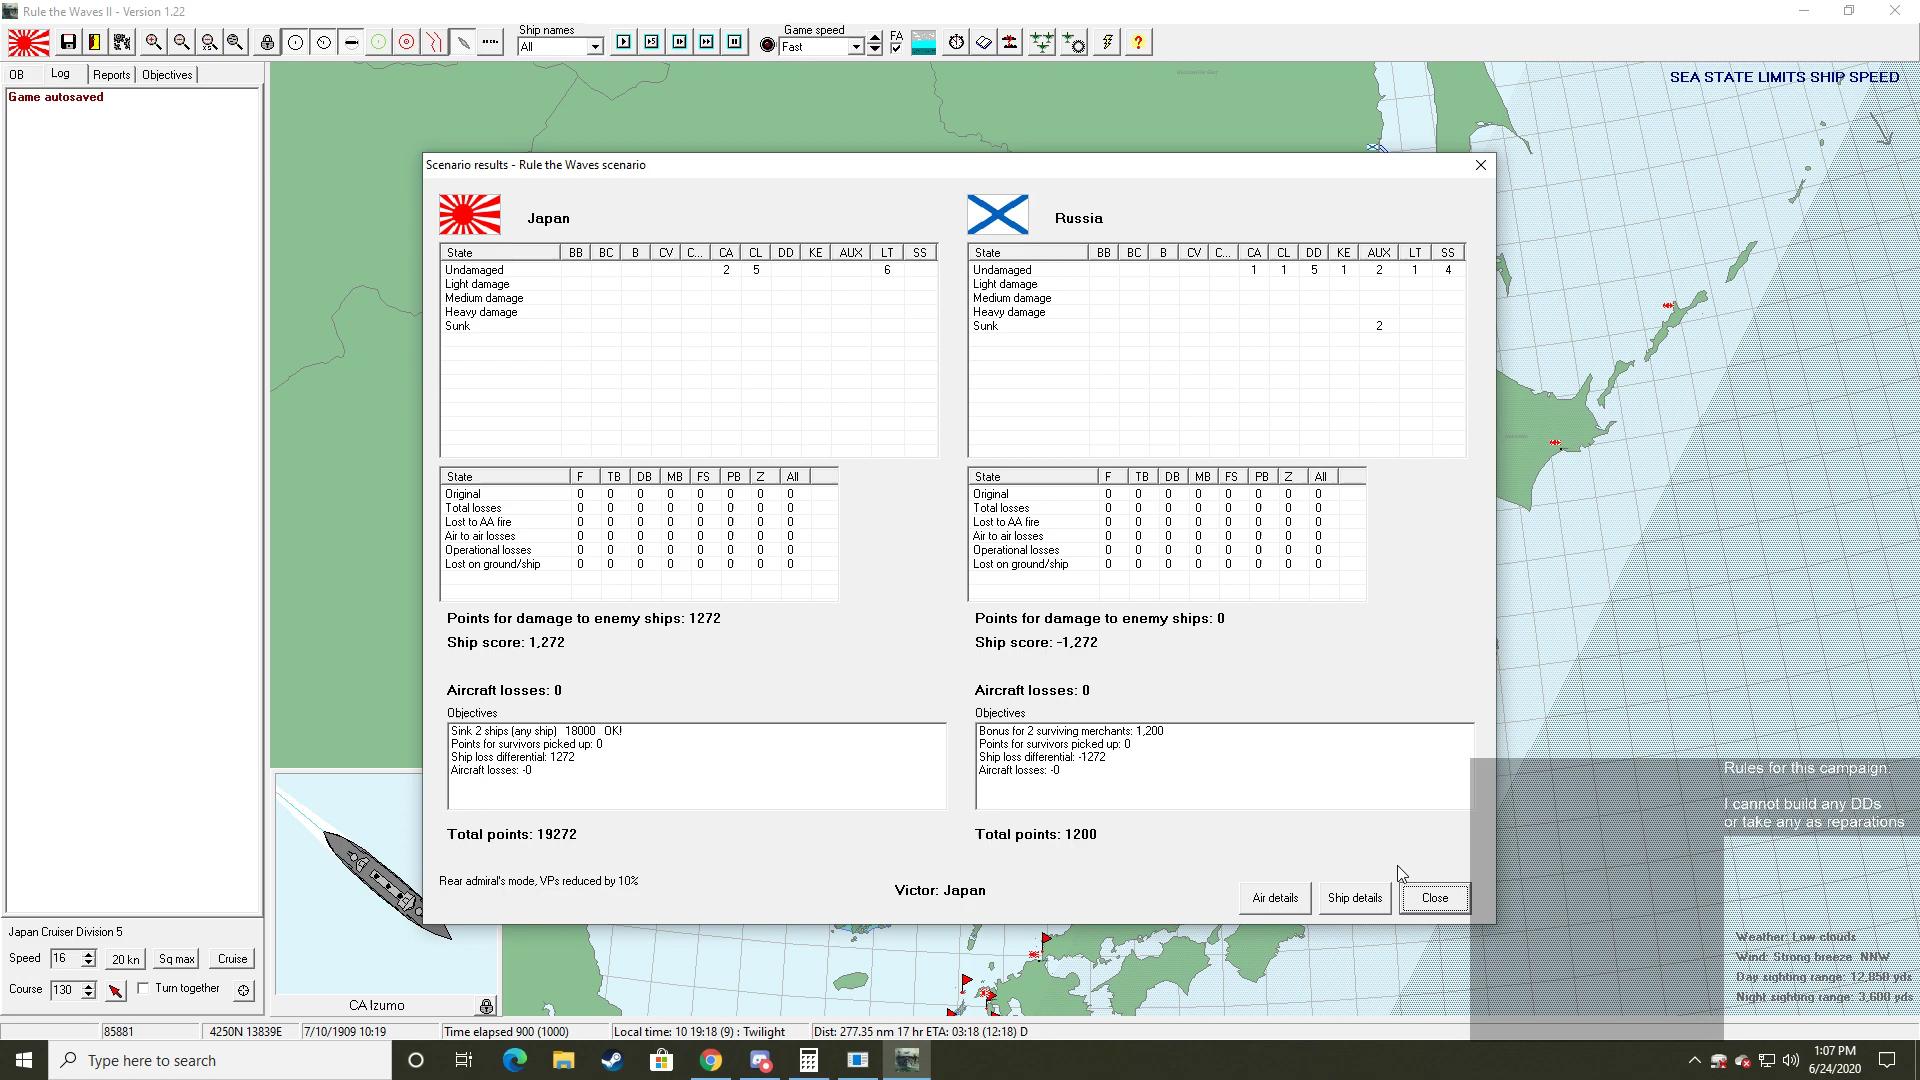 Rule the Waves II - Version 1.22
Ship names
All
Game speed
Fast
FA
OB Log Reports Objectives
Game autosaved
SEA STATE LIMITS SHIP SPEED
Scenario results - Rule the Waves scenario
Japan
State BB BC B CV C... CA CL DD KE AUX LT SS
Undamaged 2 5 6
Light damage
Medium damage
Heavy damage
Sunk
Russia
State BB BC B CV C... CA CL DD KE AUX LT SS
Undamaged 1 1 5 1 2 1 4
Light damage
Medium damage
Heavy damage
Sunk 2
State F TB DB MB FS PB Z All
Original 0 0 0 0 0 0 0 0
Total losses 0 0 0 0 0 0 0 0
Lost to AA fire 0 0 0 0 0 0 0 0
Air to air losses 0 0 0 0 0 0 0 0
Operational losses 0 0 0 0 0 0 0 0
Lost on ground/ship 0 0 0 0 0 0 0 0
State F TB DB MB FS PB Z All
Original 0 0 0 0 0 0 0 0
Total losses 0 0 0 0 0 0 0 0
Lost to AA fire 0 0 0 0 0 0 0 0
Air to air losses 0 0 0 0 0 0 0 0
Operational losses 0 0 0 0 0 0 0 0
Lost on ground/ship 0 0 0 0 0 0 0 0
Points for damage to enemy ships: 1272
Ship score: 1,272
Aircraft losses: 0
Objectives
Sink 2 ships (any ship) 18000 OK!
Points for survivors picked up: 0
Ship loss differential: 1272
Aircraft losses: -0
Total points: 19272
Points for damage to enemy ships: 0
Ship score: -1,272
Aircraft losses: 0
Objectives
Bonus for 2 surviving merchants: 1,200
Points for survivors picked up: 0
Ship loss differential: -1272
Aircraft losses: -0
Total points: 1200
Rear admiral's mode, VPs reduced by 10%
Victor: Japan
Air details
Ship details
Close
Rules for this campaign.
I cannot build any DDs
or take any as reparations
Weather: Low clouds
Wind: Strong breeze NNW
Day sighting range: 12,850 yds
Night sighting range: 3,600 yds
Japan Cruiser Division 5
Speed 16 20 kn Sq max Cruise
Course 130 Turn together
CA Izumo
85881 4250N 13839E 7/10/1909 10:19 Time elapsed 900 (1000) Local time: 10 19:18 (9) : Twilight Dist: 277.35 nm 17 hr ETA: 03:18 (12:18) D
Type here to search
1:07 PM
6/24/2020